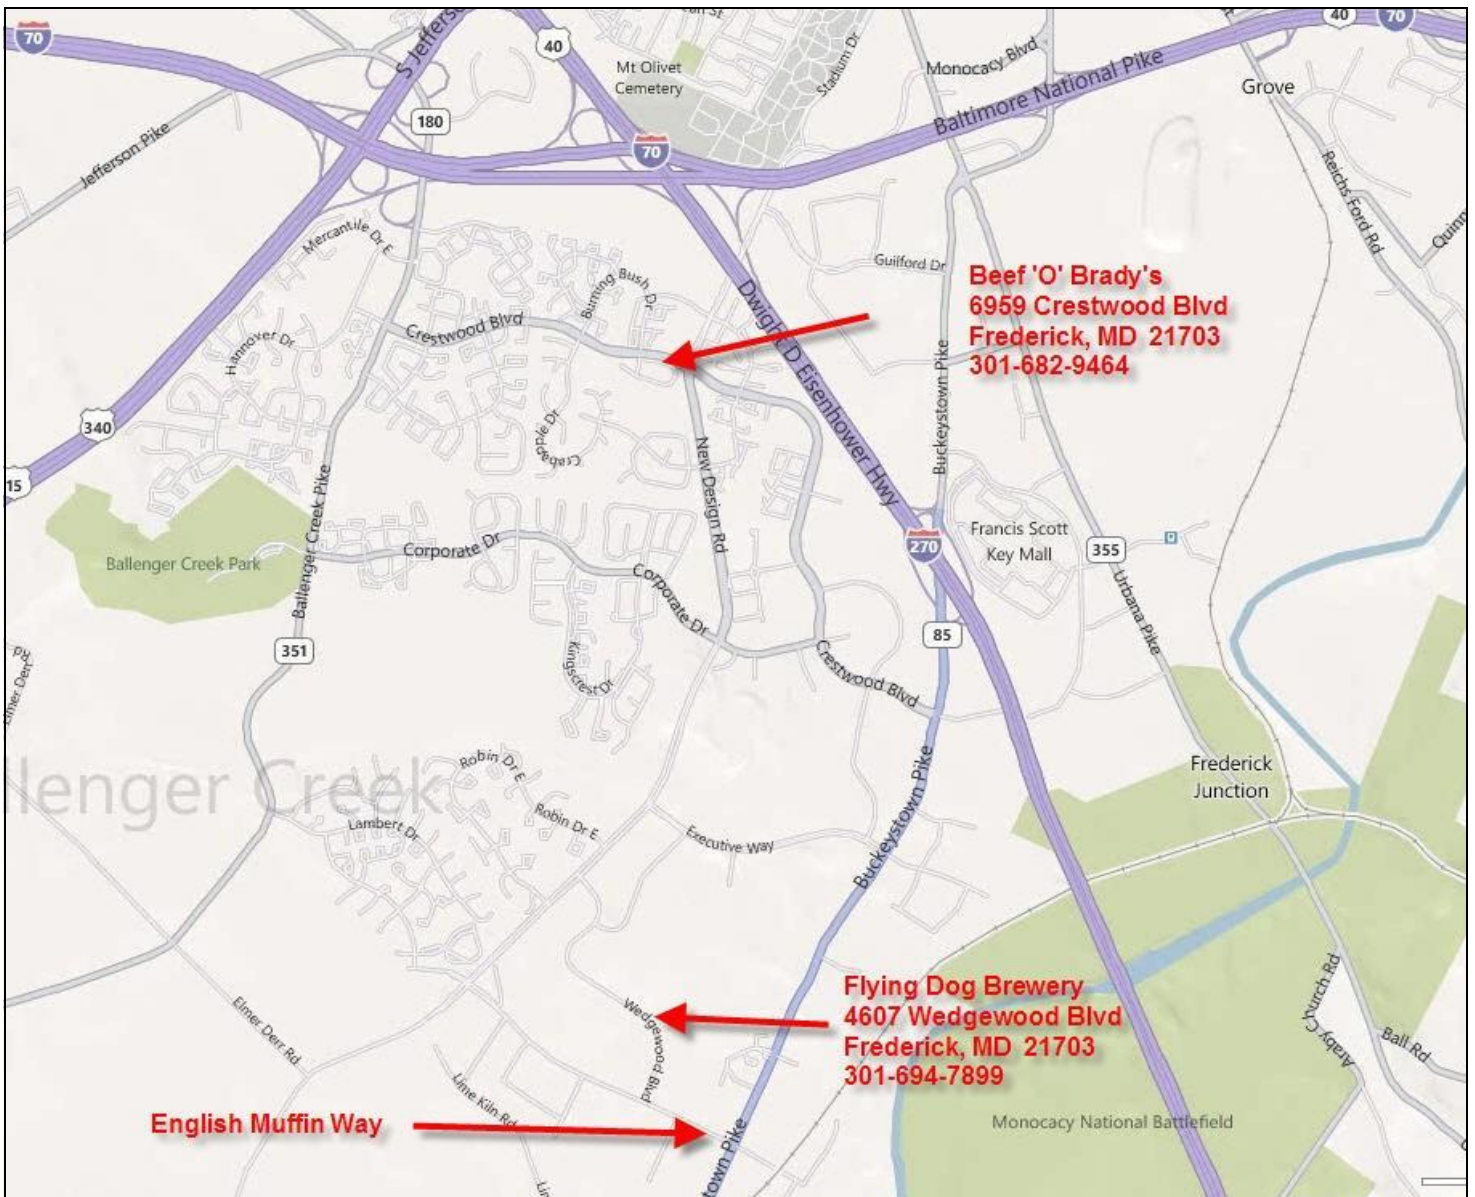 70
S Jefferso
40
40
70
Mt Olivet
Cemetery
Stadium Dr
Monocacy Blvd
Baltimore National Pike
Grove
180
70
Jefferson Pike
Reichs Ford Rd
Quinn
Mercantile Dr E
Guilford Dr
Burning Bush Dr
Beef 'O' Brady's
6959 Crestwood Blvd
Frederick, MD 21703
301-682-9464
Crestwood Blvd
Hannover Dr
Dwight D Eisenhower Hwy
Buckeystown Pike
340
15
Crabapple Dr
New Design Rd
Ballenger Creek Pike
Francis Scott
Key Mall
270
355
Ballenger Creek Park
Corporate Dr
Corporate Dr
Urbana Pike
85
351
Kingscrest Dr
Crestwood Blvd
llenger Creek
Robin Dr E
Robin Dr E
Lambert Dr
Executive Way
Buckeystown Pike
Frederick
Junction
Flying Dog Brewery
4607 Wedgewood Blvd
Frederick, MD 21703
301-694-7899
Wedgewood Blvd
Elmer Derr Rd
Lime Kiln Rd
Araby Church Rd
Ball Rd
English Muffin Way
Monocacy National Battlefield
town Pike